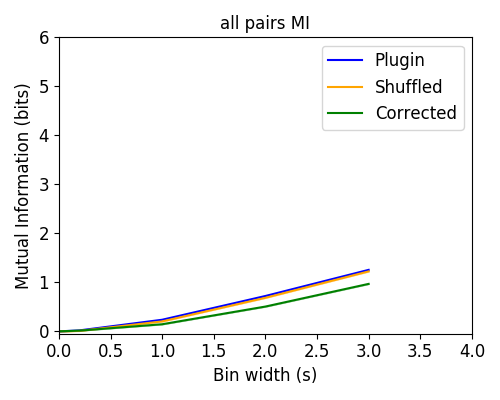 all pairs MI
Mutual Information (bits)
6
5
4
3
2
1
0
Plugin
Shuffled
Corrected
0.0 0.5 1.0 1.5 2.0 2.5 3.0 3.5 4.0
Bin width (s)